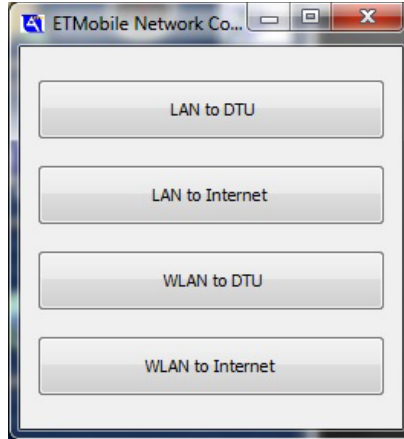 ETMobile Network Co...
LAN to DTU
LAN to Internet
WLAN to DTU
WLAN to Internet